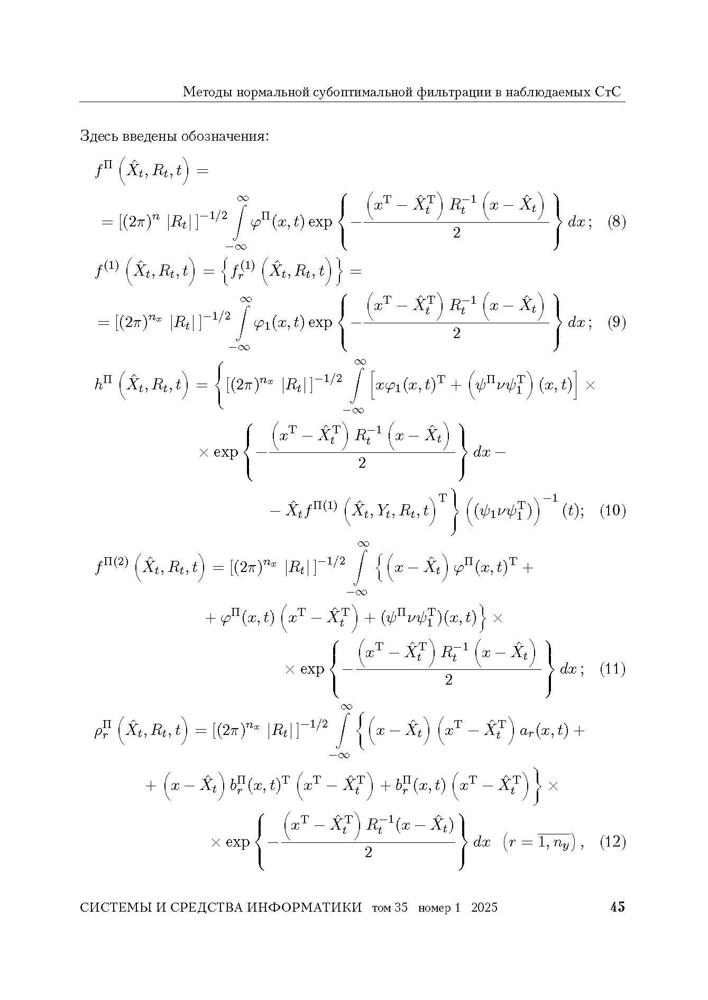 Методы нормальной субоптимальной фильтрации в наблюдаемых СтС
Здесь введены обозначения:
$f^{\Pi}\left(\hat{X}_t, R_t, t\right) =$
$= [(2\pi)^n \, |R_t|\,]^{-1/2} \int\limits_{-\infty}^{\infty} \varphi^{\Pi}(x,t) \exp\left\{ -\frac{\left(x^{\mathrm{T}} - \hat{X}_t^{\mathrm{T}}\right) R_t^{-1} \left(x - \hat{X}_t\right)}{2} \right\} dx\,;$ (8)
$f^{(1)}\left(\hat{X}_t, R_t, t\right) = \left\{ f_r^{(1)}\left(\hat{X}_t, R_t, t\right) \right\} =$
$= [(2\pi)^{n_x} \, |R_t|\,]^{-1/2} \int\limits_{-\infty}^{\infty} \varphi_1(x,t) \exp\left\{ -\frac{\left(x^{\mathrm{T}} - \hat{X}_t^{\mathrm{T}}\right) R_t^{-1} \left(x - \hat{X}_t\right)}{2} \right\} dx\,;$ (9)
$h^{\Pi}\left(\hat{X}_t, R_t, t\right) = \left\{ [(2\pi)^{n_x} \, |R_t|\,]^{-1/2} \int\limits_{-\infty}^{\infty} \left[ x\varphi_1(x,t)^{\mathrm{T}} + \left(\psi^{\Pi} \nu \psi_1^{\mathrm{T}}\right)(x,t) \right] \times \right.$
$\times \exp\left\{ -\frac{\left(x^{\mathrm{T}} - \hat{X}_t^{\mathrm{T}}\right) R_t^{-1} \left(x - \hat{X}_t\right)}{2} \right\} dx -$
$\left. - \hat{X}_t f^{\Pi(1)}\left(\hat{X}_t, Y_t, R_t, t\right)^{\mathrm{T}} \right\} \left( (\psi_1 \nu \psi_1^{\mathrm{T}}) \right)^{-1} (t);$ (10)
$f^{\Pi(2)}\left(\hat{X}_t, R_t, t\right) = [(2\pi)^{n_x} \, |R_t|\,]^{-1/2} \int\limits_{-\infty}^{\infty} \left\{ \left(x - \hat{X}_t\right) \varphi^{\Pi}(x,t)^{\mathrm{T}} + \right.$
$\left. + \varphi^{\Pi}(x,t) \left(x^{\mathrm{T}} - \hat{X}_t^{\mathrm{T}}\right) + (\psi^{\Pi} \nu \psi_1^{\mathrm{T}})(x,t) \right\} \times$
$\times \exp\left\{ -\frac{\left(x^{\mathrm{T}} - \hat{X}_t^{\mathrm{T}}\right) R_t^{-1} \left(x - \hat{X}_t\right)}{2} \right\} dx\,;$ (11)
$\rho_r^{\Pi}\left(\hat{X}_t, R_t, t\right) = [(2\pi)^{n_x} \, |R_t|\,]^{-1/2} \int\limits_{-\infty}^{\infty} \left\{ \left(x - \hat{X}_t\right) \left(x^{\mathrm{T}} - \hat{X}_t^{\mathrm{T}}\right) a_r(x,t) + \right.$
$\left. + \left(x - \hat{X}_t\right) b_r^{\Pi}(x,t)^{\mathrm{T}} \left(x^{\mathrm{T}} - \hat{X}_t^{\mathrm{T}}\right) + b_r^{\Pi}(x,t) \left(x^{\mathrm{T}} - \hat{X}_t^{\mathrm{T}}\right) \right\} \times$
$\times \exp\left\{ -\frac{\left(x^{\mathrm{T}} - \hat{X}_t^{\mathrm{T}}\right) R_t^{-1} (x - \hat{X}_t)}{2} \right\} dx \quad \left(r = \overline{1, n_y}\right),$ (12)
СИСТЕМЫ И СРЕДСТВА ИНФОРМАТИКИ том 35 номер 1 2025 45